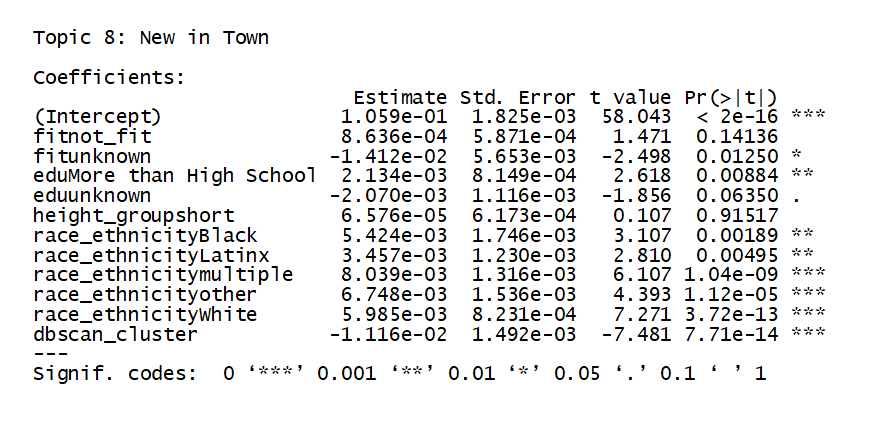 Topic 8: New in Town
Coefficients:
Estimate Std. Error t value Pr(>|t|)
(Intercept) 1.059e-01 1.825e-03 58.043 < 2e-16 ***
fitnot_fit 8.636e-04 5.871e-04 1.471 0.14136
fitunknown -1.412e-02 5.653e-03 -2.498 0.01250 *
eduMore than High School 2.134e-03 8.149e-04 2.618 0.00884 **
eduunknown -2.070e-03 1.116e-03 -1.856 0.06350 .
height_groupshort 6.576e-05 6.173e-04 0.107 0.91517
race_ethnicityBlack 5.424e-03 1.746e-03 3.107 0.00189 **
race_ethnicityLatinx 3.457e-03 1.230e-03 2.810 0.00495 **
race_ethnicitymultiple 8.039e-03 1.316e-03 6.107 1.04e-09 ***
race_ethnicityother 6.748e-03 1.536e-03 4.393 1.12e-05 ***
race_ethnicityWhite 5.985e-03 8.231e-04 7.271 3.72e-13 ***
dbscan_cluster -1.116e-02 1.492e-03 -7.481 7.71e-14 ***
---
Signif. codes: 0 ‘***’ 0.001 ‘**’ 0.01 ‘*’ 0.05 ‘.’ 0.1 ‘ ’ 1